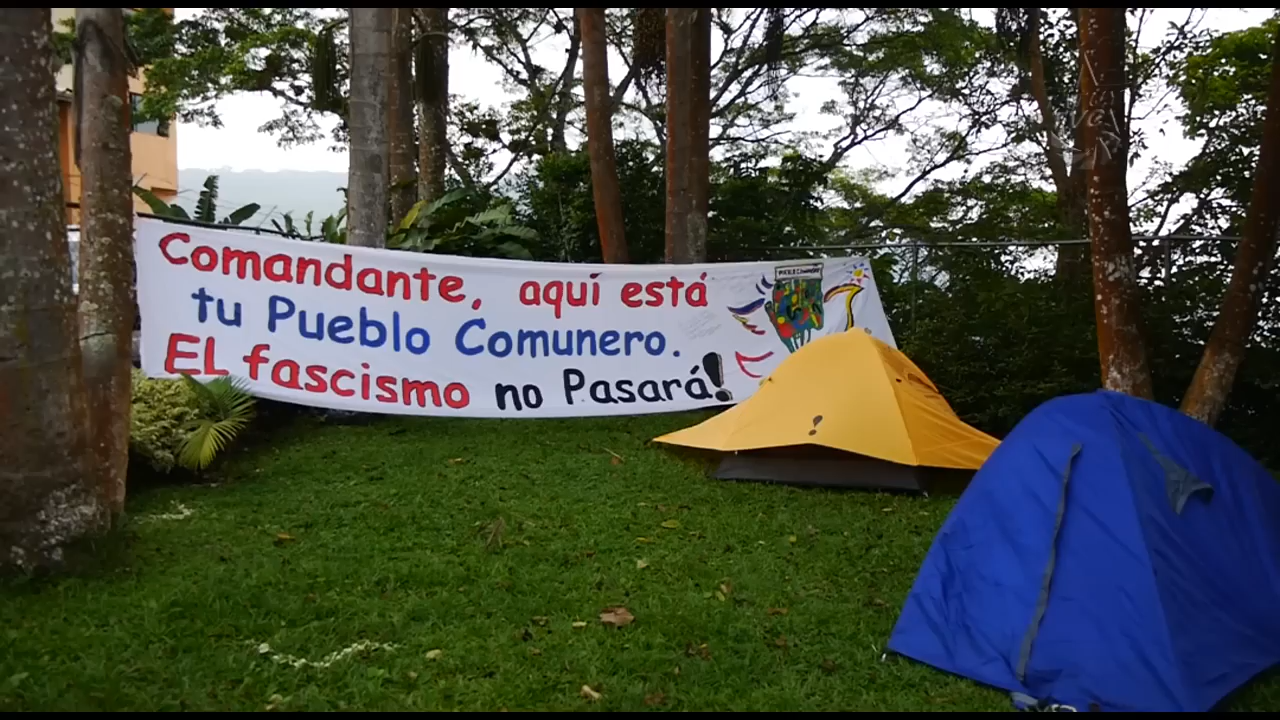 Comandante, aquí está
tu Pueblo Comunero.
EL fascismo no Pasará!